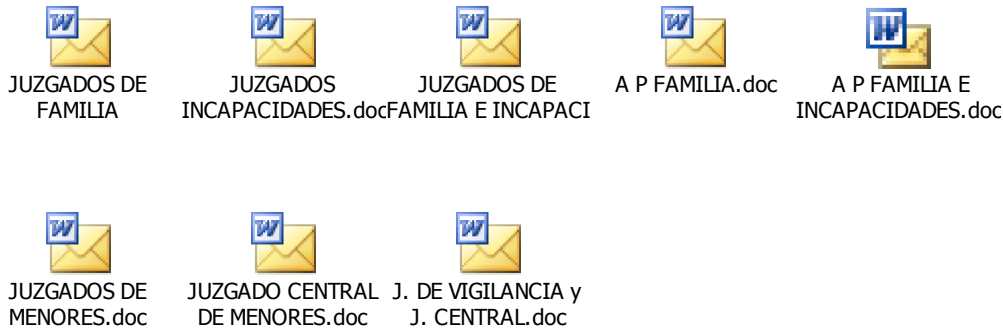 JUZGADOS DE
FAMILIA
JUZGADOS
INCAPACIDADES.doc
JUZGADOS DE
FAMILIA E INCAPACI
A P FAMILIA.doc
A P FAMILIA E
INCAPACIDADES.doc
JUZGADOS DE
MENORES.doc
JUZGADO CENTRAL
DE MENORES.doc
J. DE VIGILANCIA y
J. CENTRAL.doc